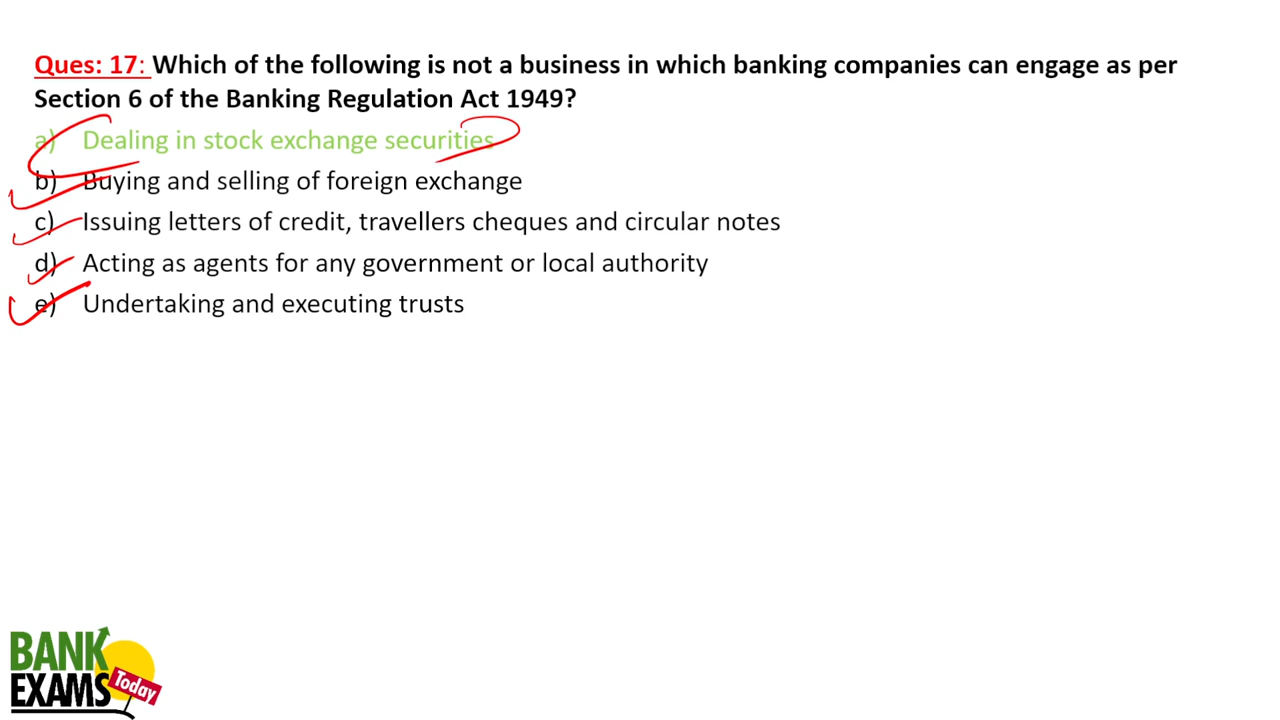 Ques: 17: Which of the following is not a business in which banking companies can engage as per
Section 6 of the Banking Regulation Act 1949?
a) Dealing in stock exchange securities
b) Buying and selling of foreign exchange
c) Issuing letters of credit, travellers cheques and circular notes
d) Acting as agents for any government or local authority
e) Undertaking and executing trusts
BANK
EXAMS Today